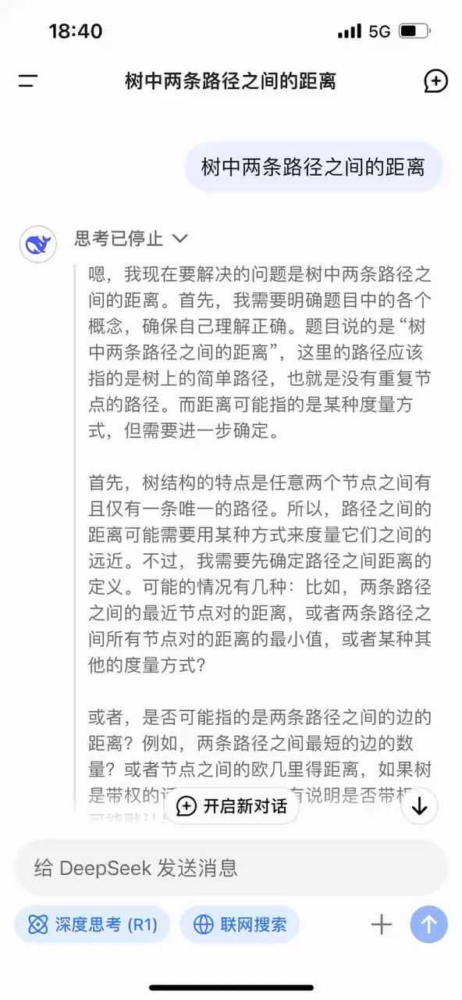 18:40
5G
树中两条路径之间的距离
树中两条路径之间的距离
思考已停止
嗯，我现在要解决的问题是树中两条路径之
间的距离。首先，我需要明确题目中的各个
概念，确保自己理解正确。题目说的是“树
中两条路径之间的距离”，这里的路径应该
指的是树上的简单路径，也就是没有重复节
点的路径。而距离可能指的是某种度量方
式，但需要进一步确定。
首先，树结构的特点是任意两个节点之间有
且仅有一条唯一的路径。所以，路径之间的
距离可能需要用某种方式来度量它们之间的
远近。不过，我需要先确定路径之间距离的
定义。可能的情况有几种：比如，两条路径
之间的最近节点对的距离，或者两条路径之
间所有节点对的距离的最小值，或者某种其
他的度量方式？
或者，是否可能指的是两条路径之间的边的
距离？例如，两条路径之间最短的边的数
量？或者节点之间的欧几里得距离，如果树
是带权的 有说明是否带权
开启新对话
给 DeepSeek 发送消息
深度思考 (R1)
联网搜索